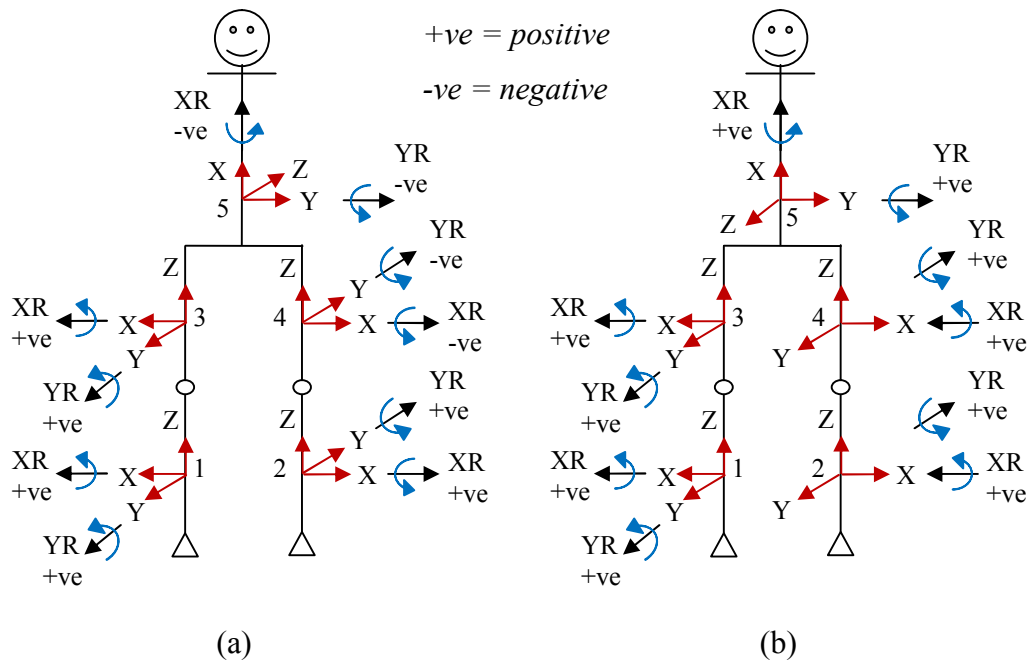 +ve = positive
-ve = negative
XR
-ve
X
Z
YR
-ve
5
Y
YR
-ve
Z
Z
Y
XR
+ve
X
3
4
X
XR
-ve
Y
YR
+ve
YR
+ve
Z
Z
Y
XR
+ve
X
1
2
X
XR
+ve
Y
YR
+ve
(a)
XR
+ve
X
YR
+ve
Y
Z
5
YR
+ve
Z
Z
XR
+ve
X
3
4
X
XR
+ve
Y
Y
YR
+ve
YR
+ve
Z
Z
XR
+ve
X
1
2
X
XR
+ve
Y
Y
YR
+ve
(b)